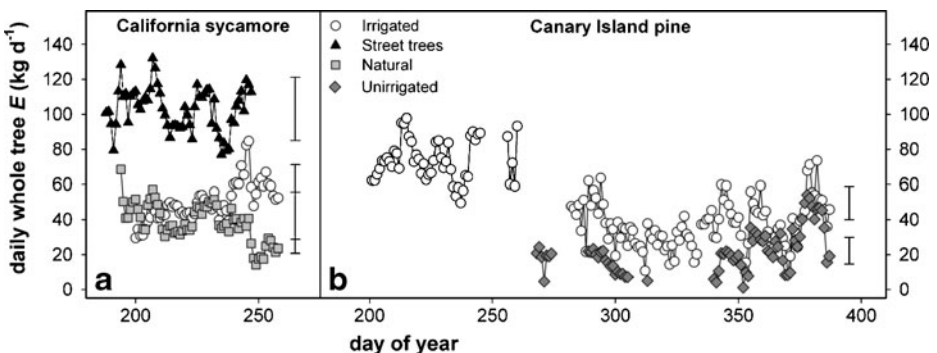 California sycamore
Canary Island pine
Irrigated
Street trees
Natural
Unirrigated
daily whole tree E (kg d⁻¹)
140
120
100
80
60
40
20
0
140
120
100
80
60
40
20
0
a
b
200
250
200
250
300
350
400
day of year